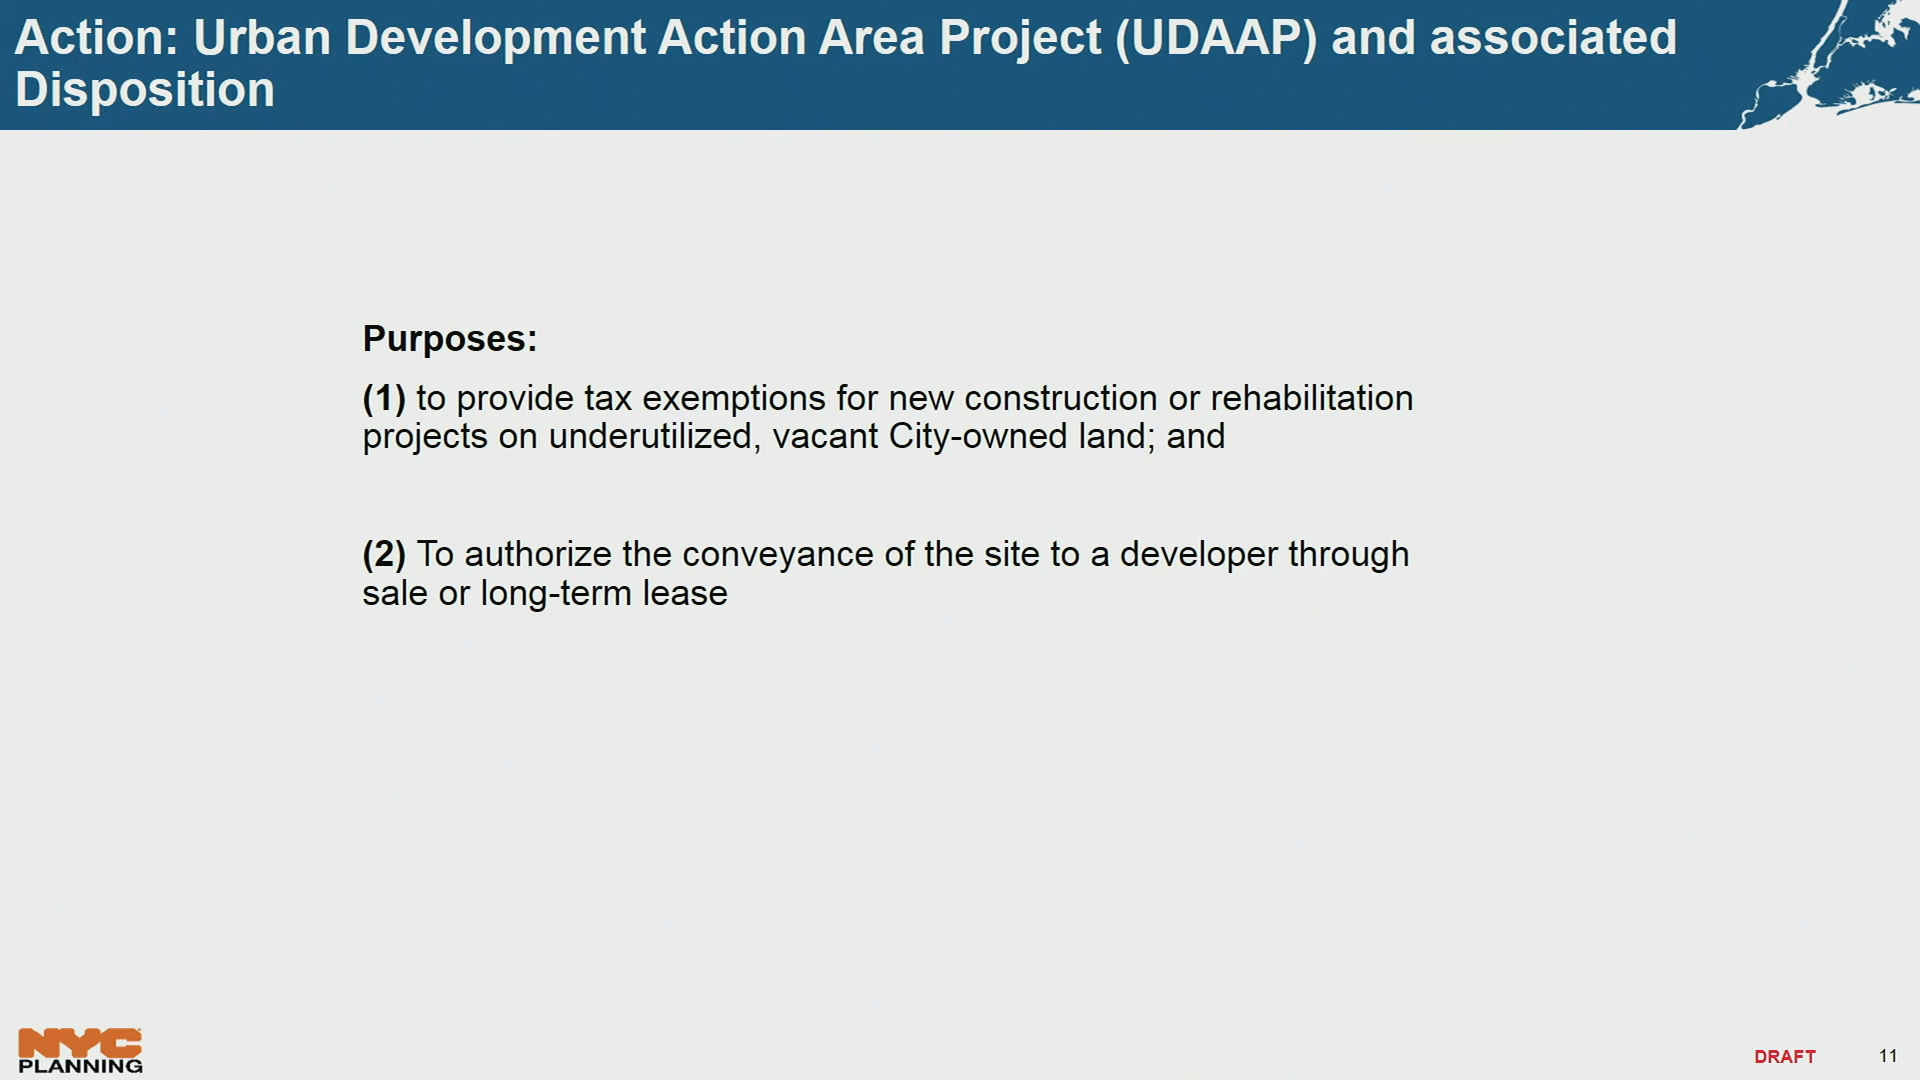 Action: Urban Development Action Area Project (UDAAP) and associated
Disposition
Purposes:
(1) to provide tax exemptions for new construction or rehabilitation
projects on underutilized, vacant City-owned land; and
(2) To authorize the conveyance of the site to a developer through
sale or long-term lease
NYC
PLANNING
DRAFT 11